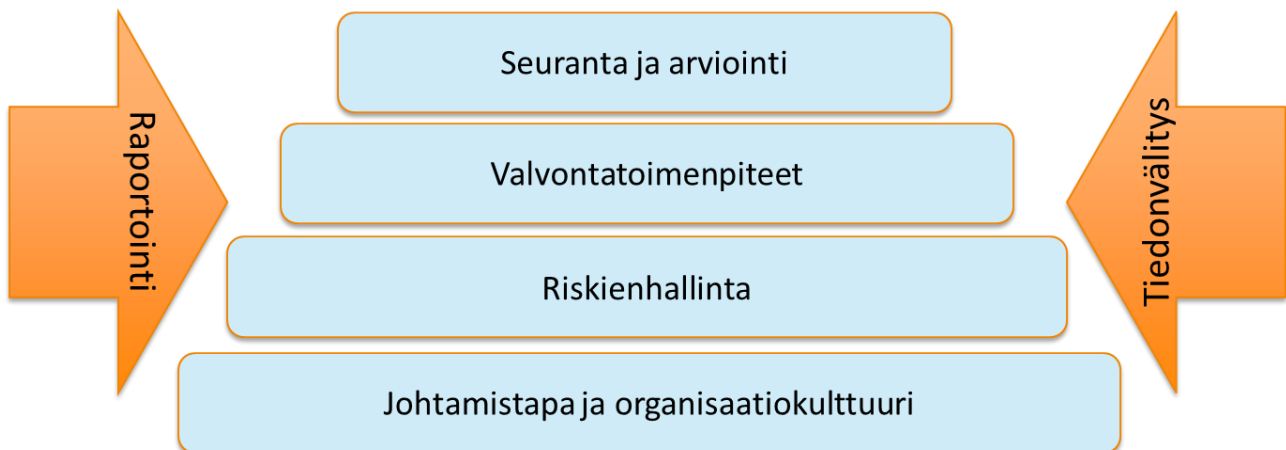 Seuranta ja arviointi
Raportointi
Valvontatoimenpiteet
Tiedonvälitys
Riskienhallinta
Johtamistapa ja organisaatiokulttuuri